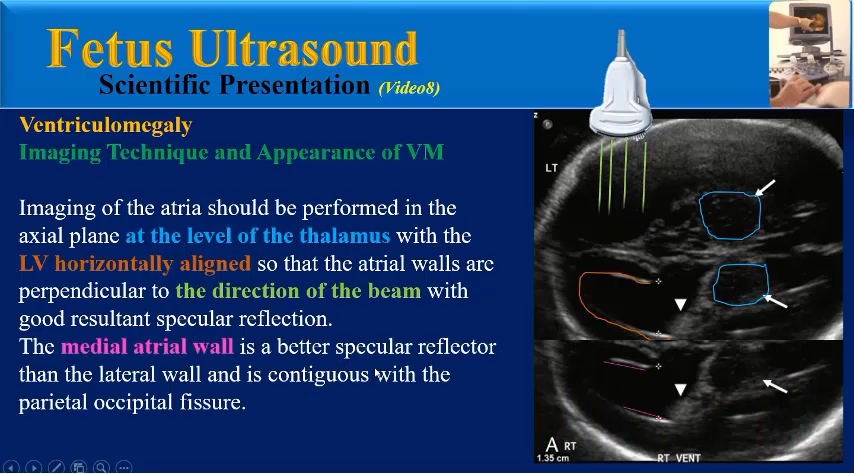 Fetus Ultrasound
Scientific Presentation (Video8)
Ventriculomegaly
Imaging Technique and Appearance of VM
Imaging of the atria should be performed in the
axial plane at the level of the thalamus with the
LV horizontally aligned so that the atrial walls are
perpendicular to the direction of the beam with
good resultant specular reflection.
The medial atrial wall is a better specular reflector
than the lateral wall and is contiguous with the
parietal occipital fissure.
z
LT
A RT
1.35 cm
RT VENT